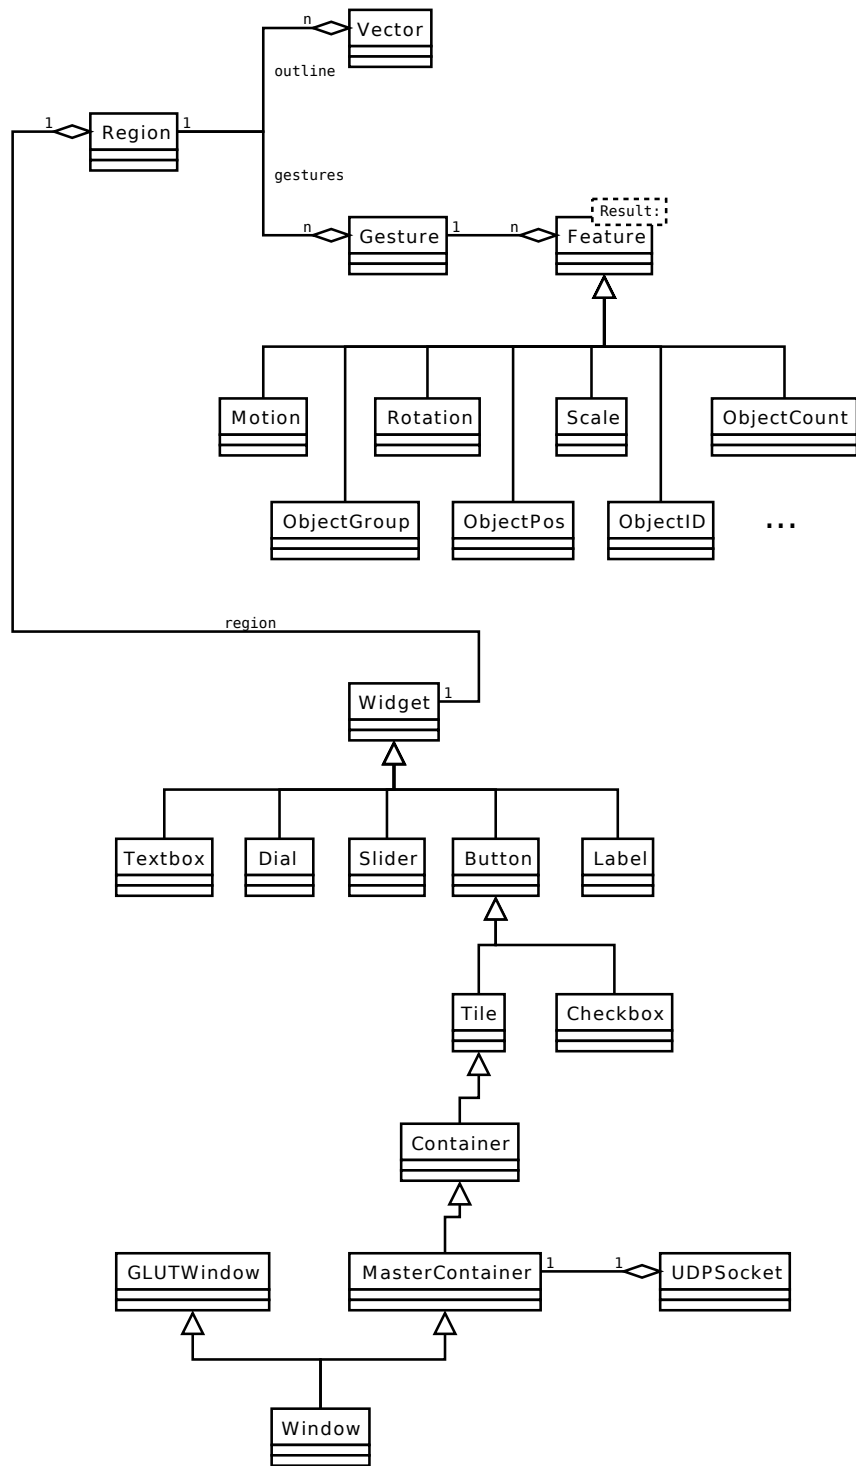 n
Vector
outline
1
Region
1
gestures
Result:
n
Gesture
1
n
Feature
Motion
Rotation
Scale
ObjectCount
ObjectGroup
ObjectPos
ObjectID
...
region
Widget
1
Textbox
Dial
Slider
Button
Label
Tile
Checkbox
Container
GLUTWindow
MasterContainer
1
1
UDPSocket
Window